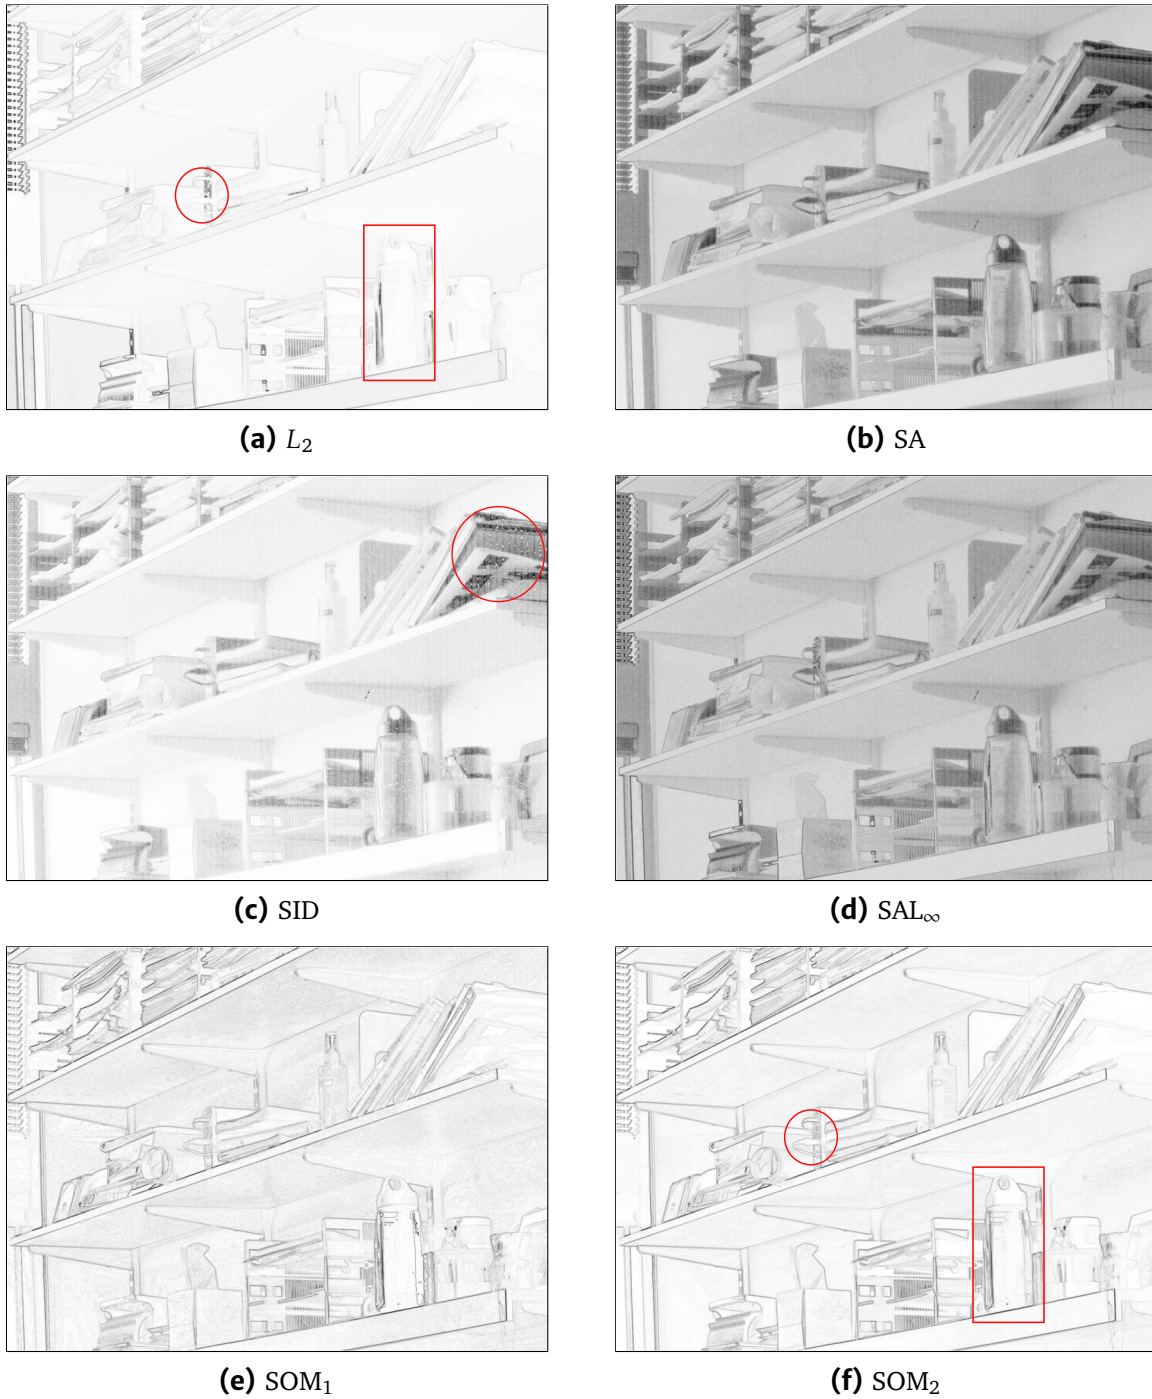 (a) L₂
(b) SA
(c) SID
(d) SAL∞
(e) SOM₁
(f) SOM₂